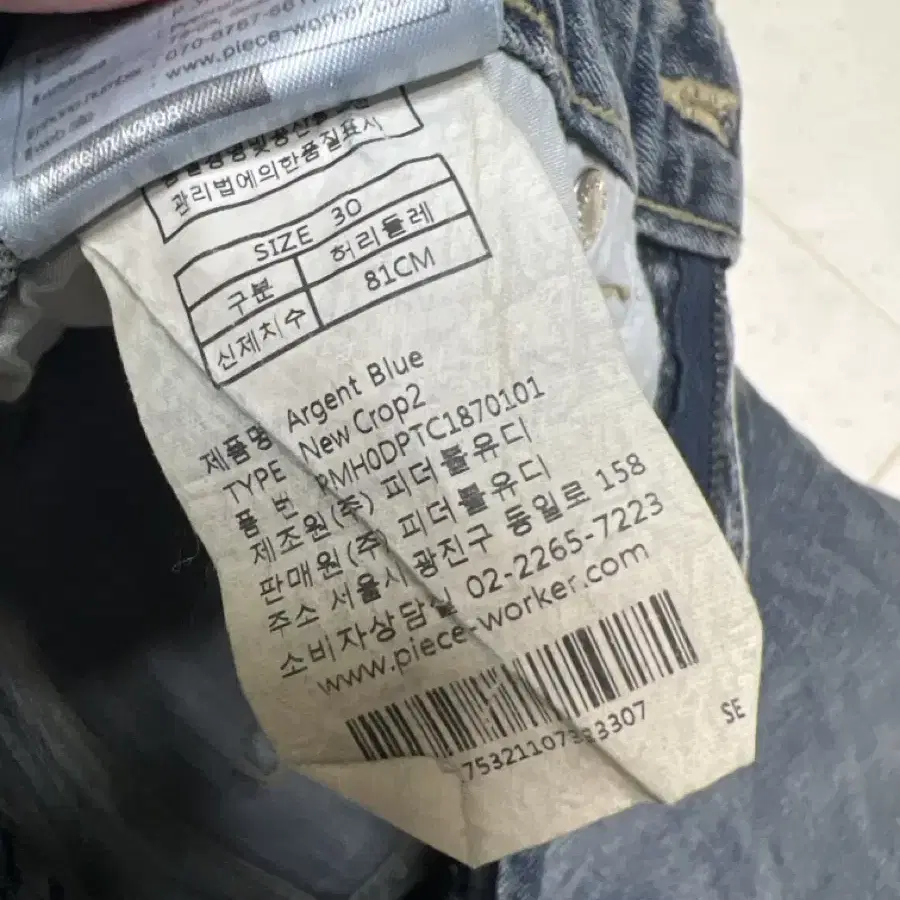 070-8767-661
www.piece-worker.
Made in Korea
관리법에의한품질표시
SIZE 30
구분 허리둘레
신체치수 81CM
제품명 Argent Blue
TYPE New Crop2
품 번 PMH0DPTC1870101
제조원(주) 피더블유디
판매원(주) 피더블유디
주소 서울시 광진구 동일로 158
소비자상담실 02-2265-7223
www.piece-worker.com
SE